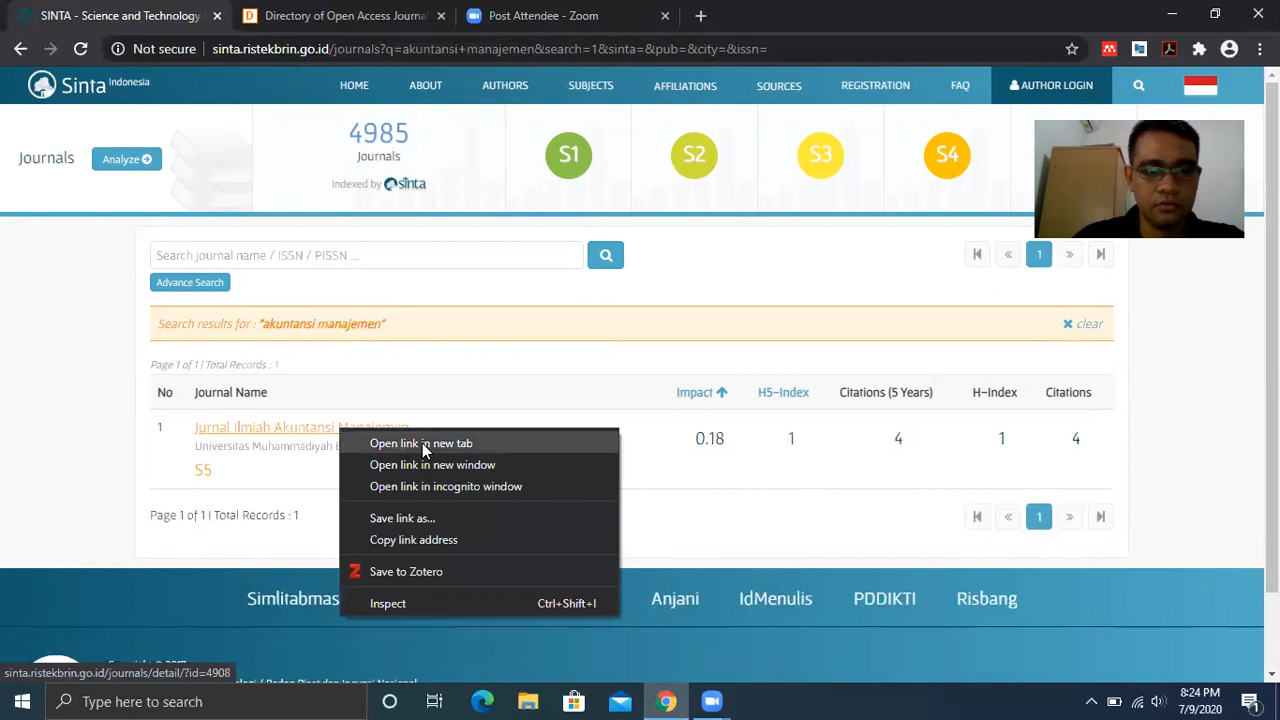 SINTA - Science and Technology
Directory of Open Access Journal
Post Attendee - Zoom
Not secure
sinta.ristekbrin.go.id/journals?q=akuntansi+manajemen&search=1&sinta=&pub=&city=&issn=
Sinta Indonesia
HOME
ABOUT
AUTHORS
SUBJECTS
AFFILIATIONS
SOURCES
REGISTRATION
FAQ
AUTHOR LOGIN
Journals
Analyze
4985
Journals
Indexed by sinta
S1
S2
S3
S4
Search journal name / ISSN / PISSN ...
1
Advance Search
Search results for : "akuntansi manajemen"
clear
Page 1 of 1 | Total Records : 1
No
Journal Name
Impact
H5-Index
Citations (5 Years)
H-Index
Citations
1
Jurnal Ilmiah Akuntansi Manajemen
Universitas Muhammadiyah
S5
0.18
1
4
1
4
Open link in new tab
Open link in new window
Open link in incognito window
Save link as...
Copy link address
Save to Zotero
Inspect
Ctrl+Shift+I
Page 1 of 1 | Total Records : 1
1
Simlitabmas
Anjani
IdMenulis
PDDIKTI
Risbang
sinta.ristekbrin.go.id/journals/detail/?id=4908
Type here to search
8:24 PM
7/9/2020
1